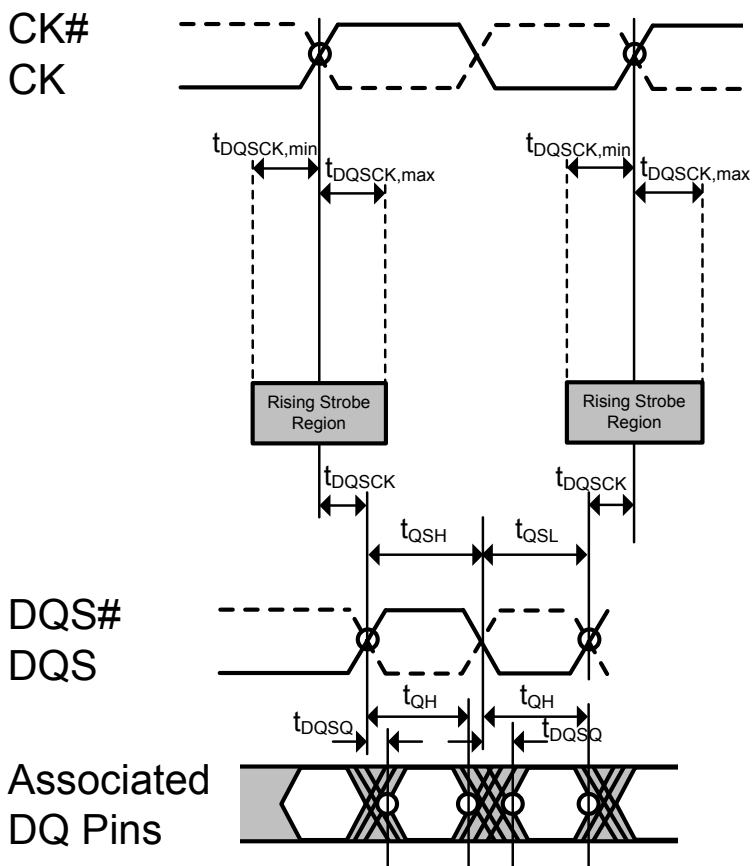 CK#
CK
tDQSCK,min
tDQSCK,max
tDQSCK,min
tDQSCK,max
Rising Strobe
Region
Rising Strobe
Region
tDQSCK
tDQSCK
tQSH
tQSL
DQS#
DQS
tQH
tQH
tDQSQ
tDQSQ
Associated
DQ Pins